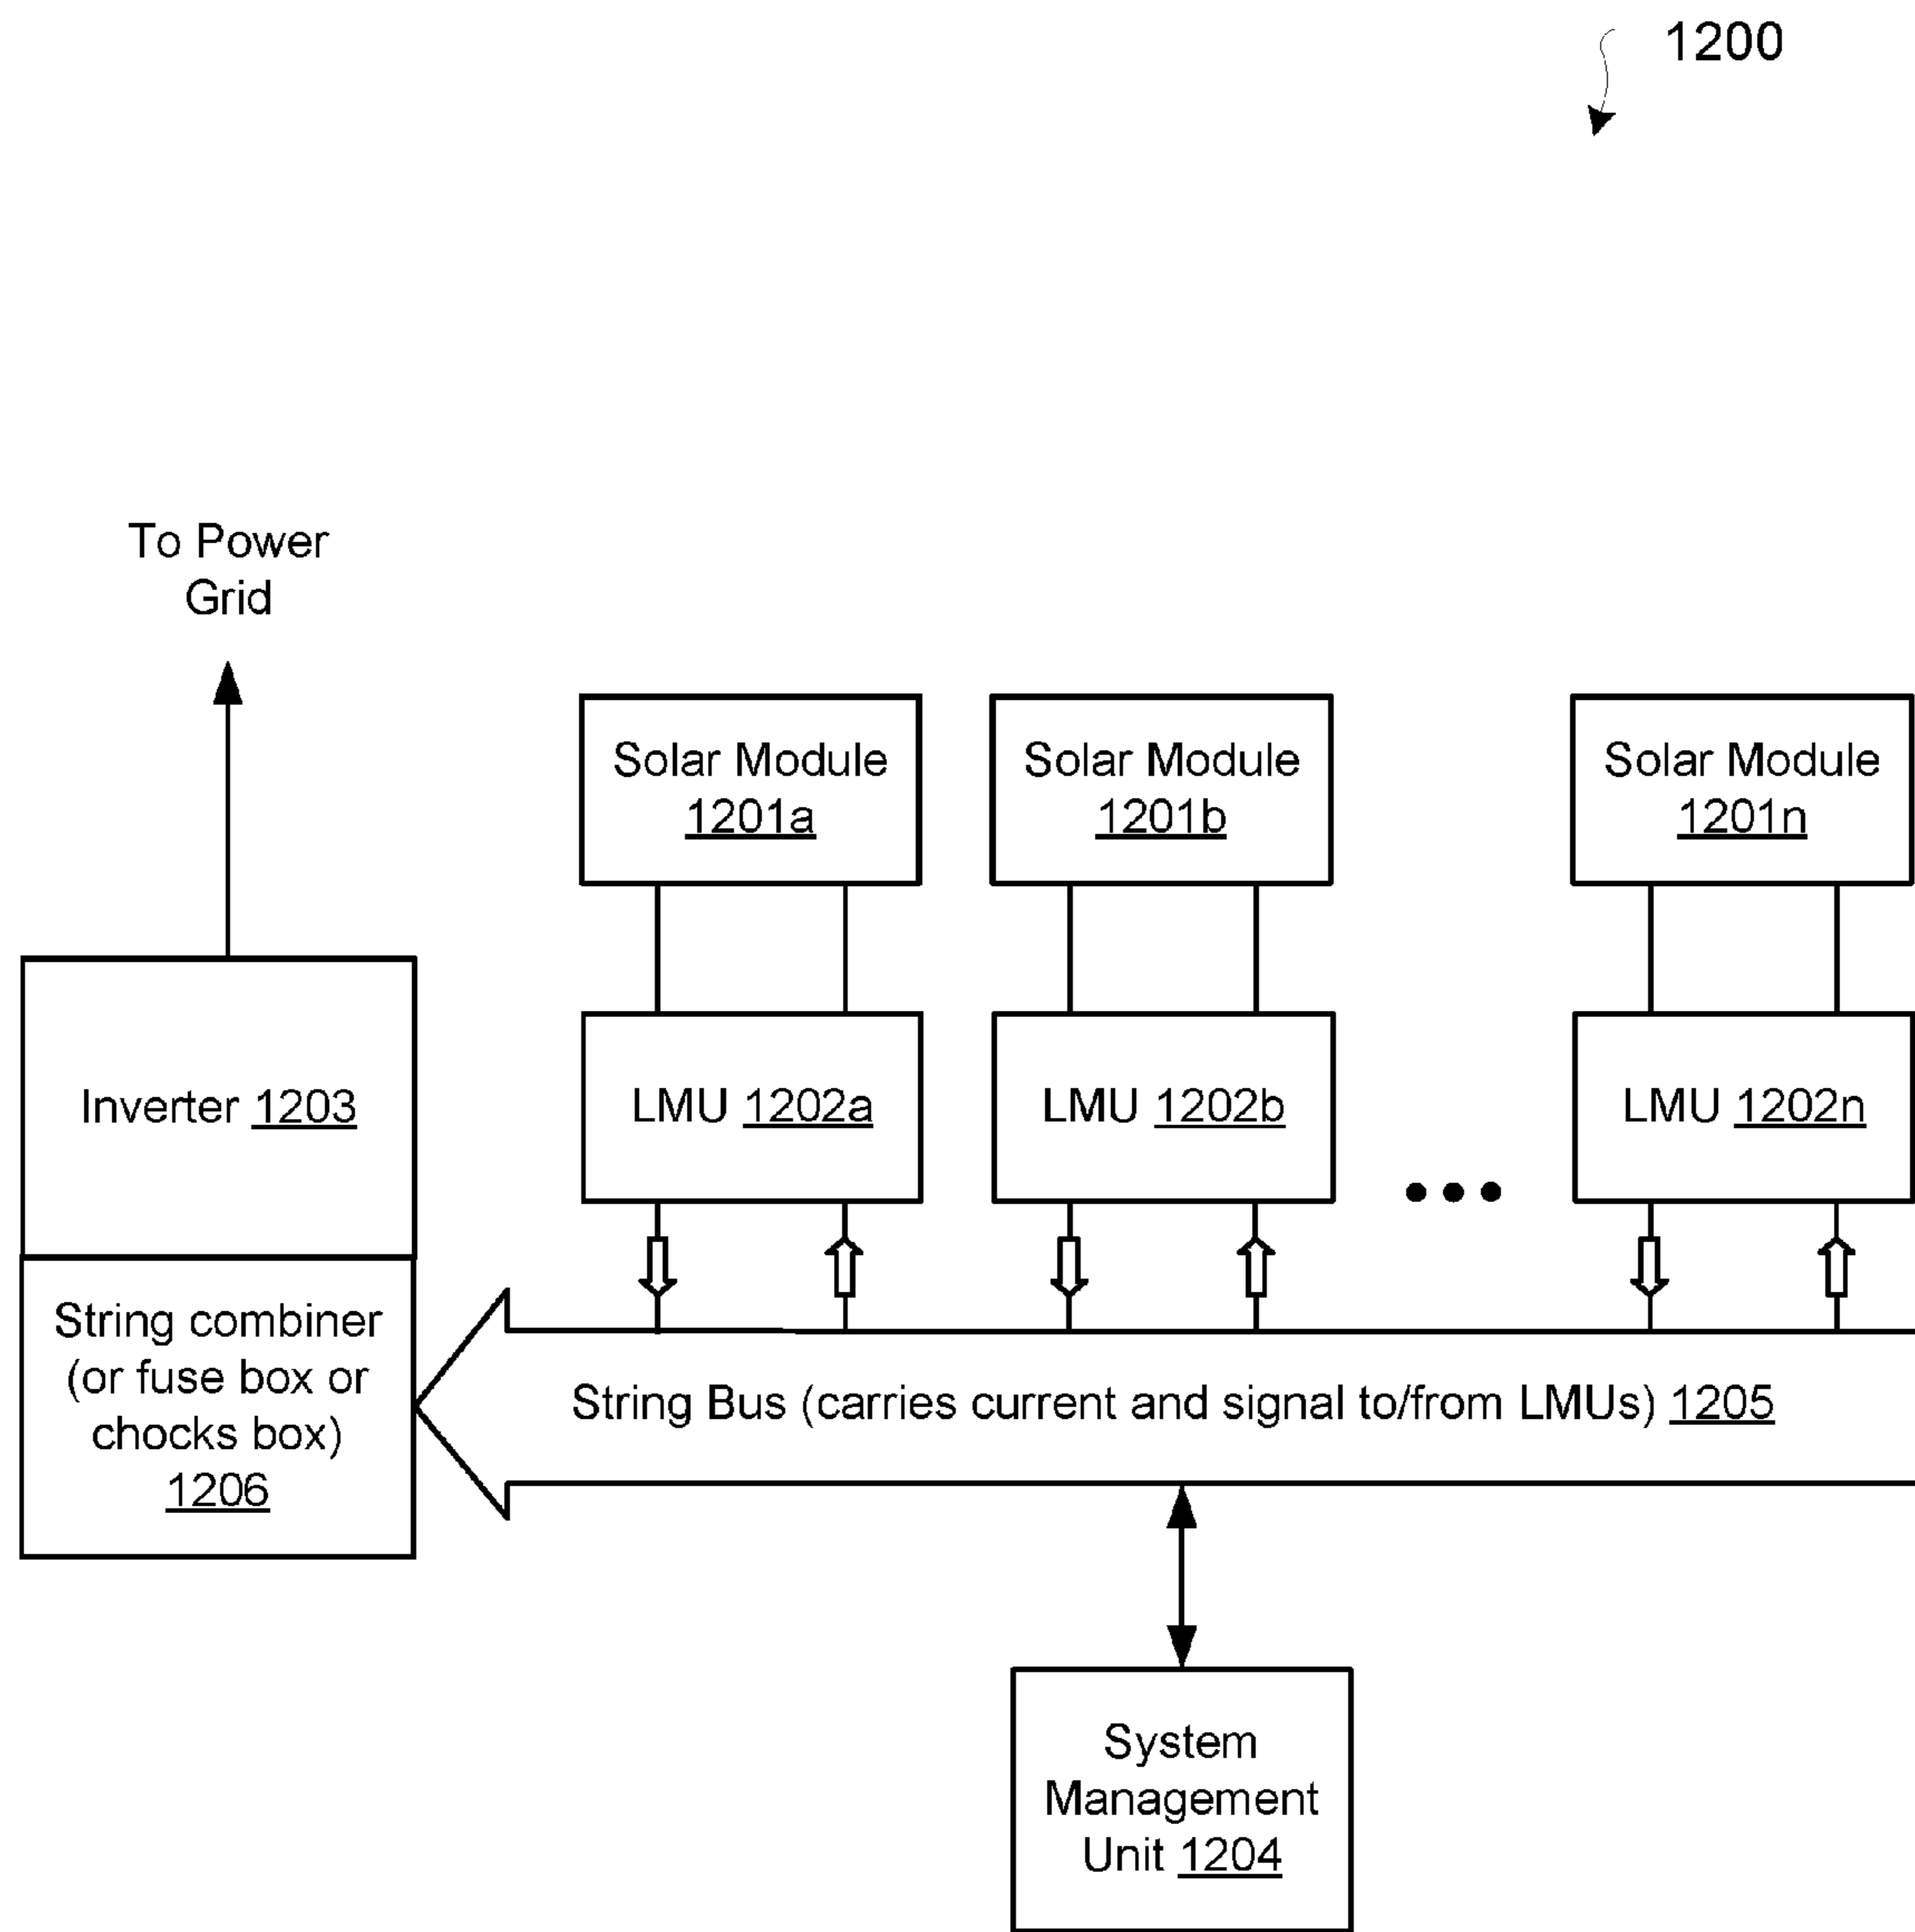 1200
To Power
Grid
Solar Module
1201a
Solar Module
1201b
Solar Module
1201n
Inverter 1203
LMU 1202a
LMU 1202b
LMU 1202n
String combiner
(or fuse box or
chocks box)
1206
String Bus (carries current and signal to/from LMUs) 1205
System
Management
Unit 1204